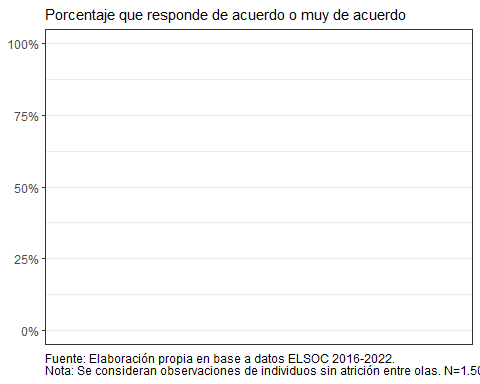 Porcentaje que responde de acuerdo o muy de acuerdo
100%
75%
50%
25%
0%
Fuente: Elaboración propia en base a datos ELSOC 2016-2022.
Nota: Se consideran observaciones de individuos sin atrición entre olas. N=1.50